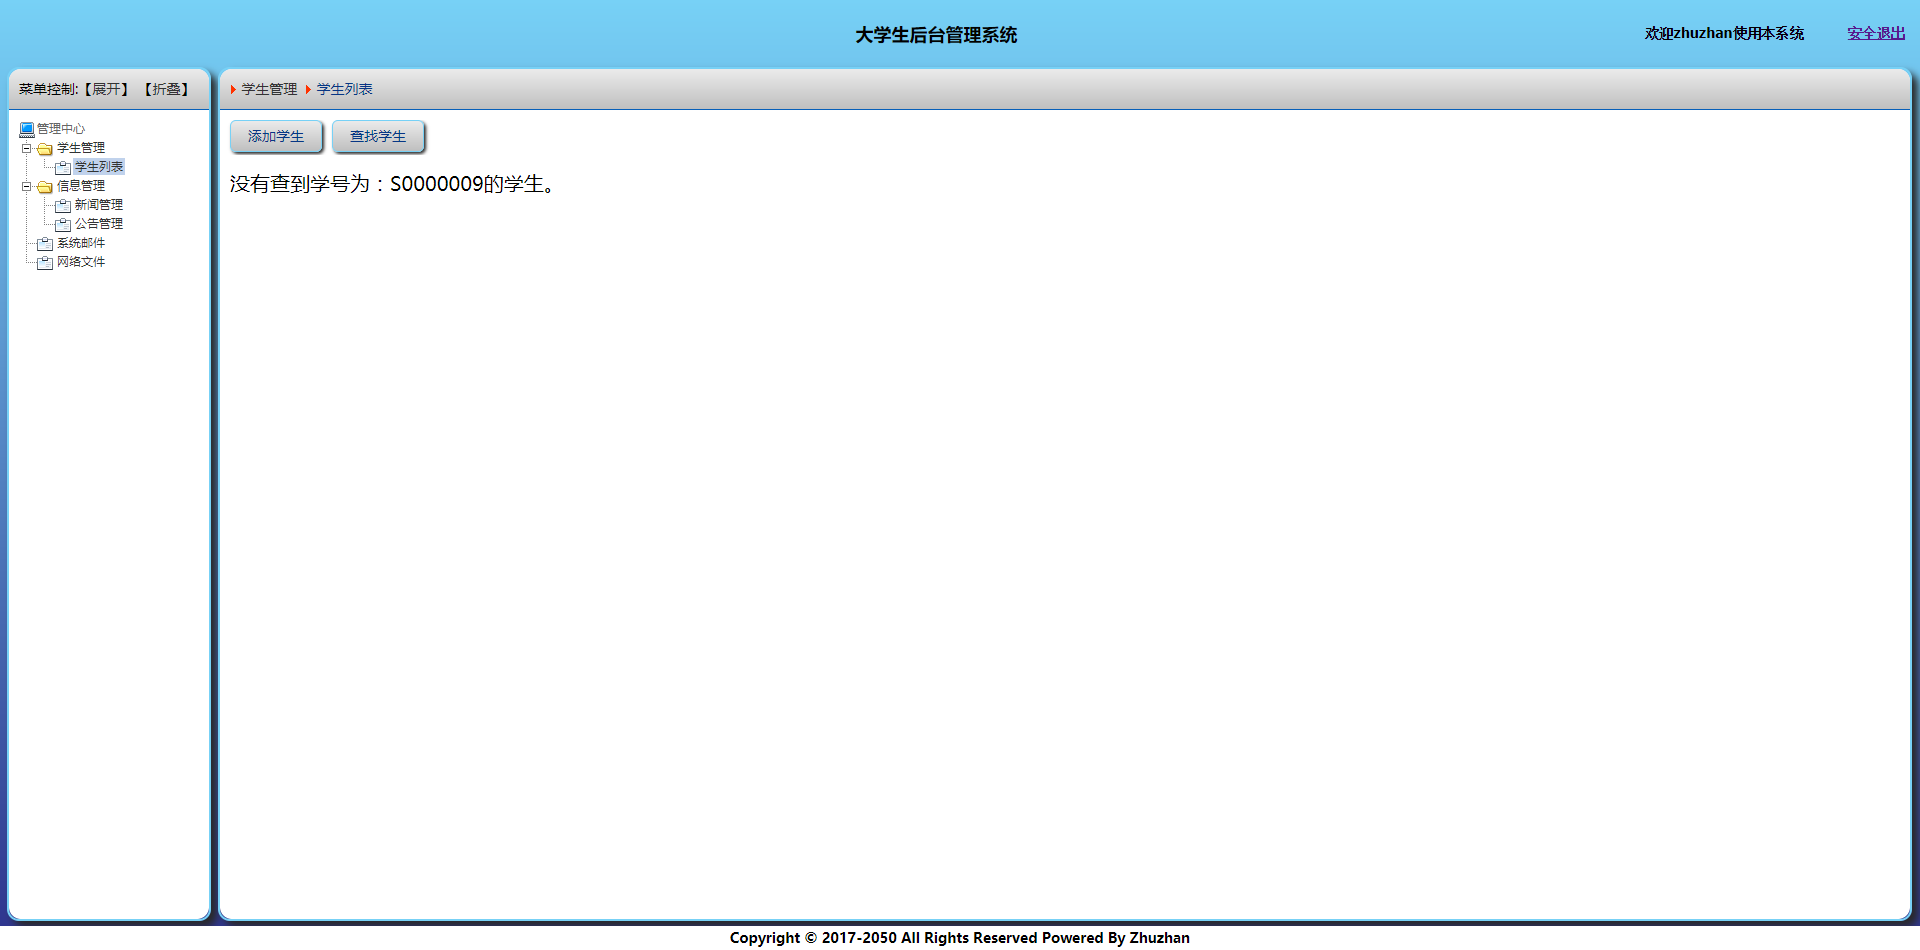 大学生后台管理系统
欢迎zhuzhan使用本系统
安全退出
菜单控制:【展开】 【折叠】
学生管理 学生列表
管理中心
学生管理
学生列表
信息管理
新闻管理
公告管理
系统邮件
网络文件
添加学生
查找学生
没有查到学号为：S0000009的学生。
Copyright © 2017-2050 All Rights Reserved Powered By Zhuzhan